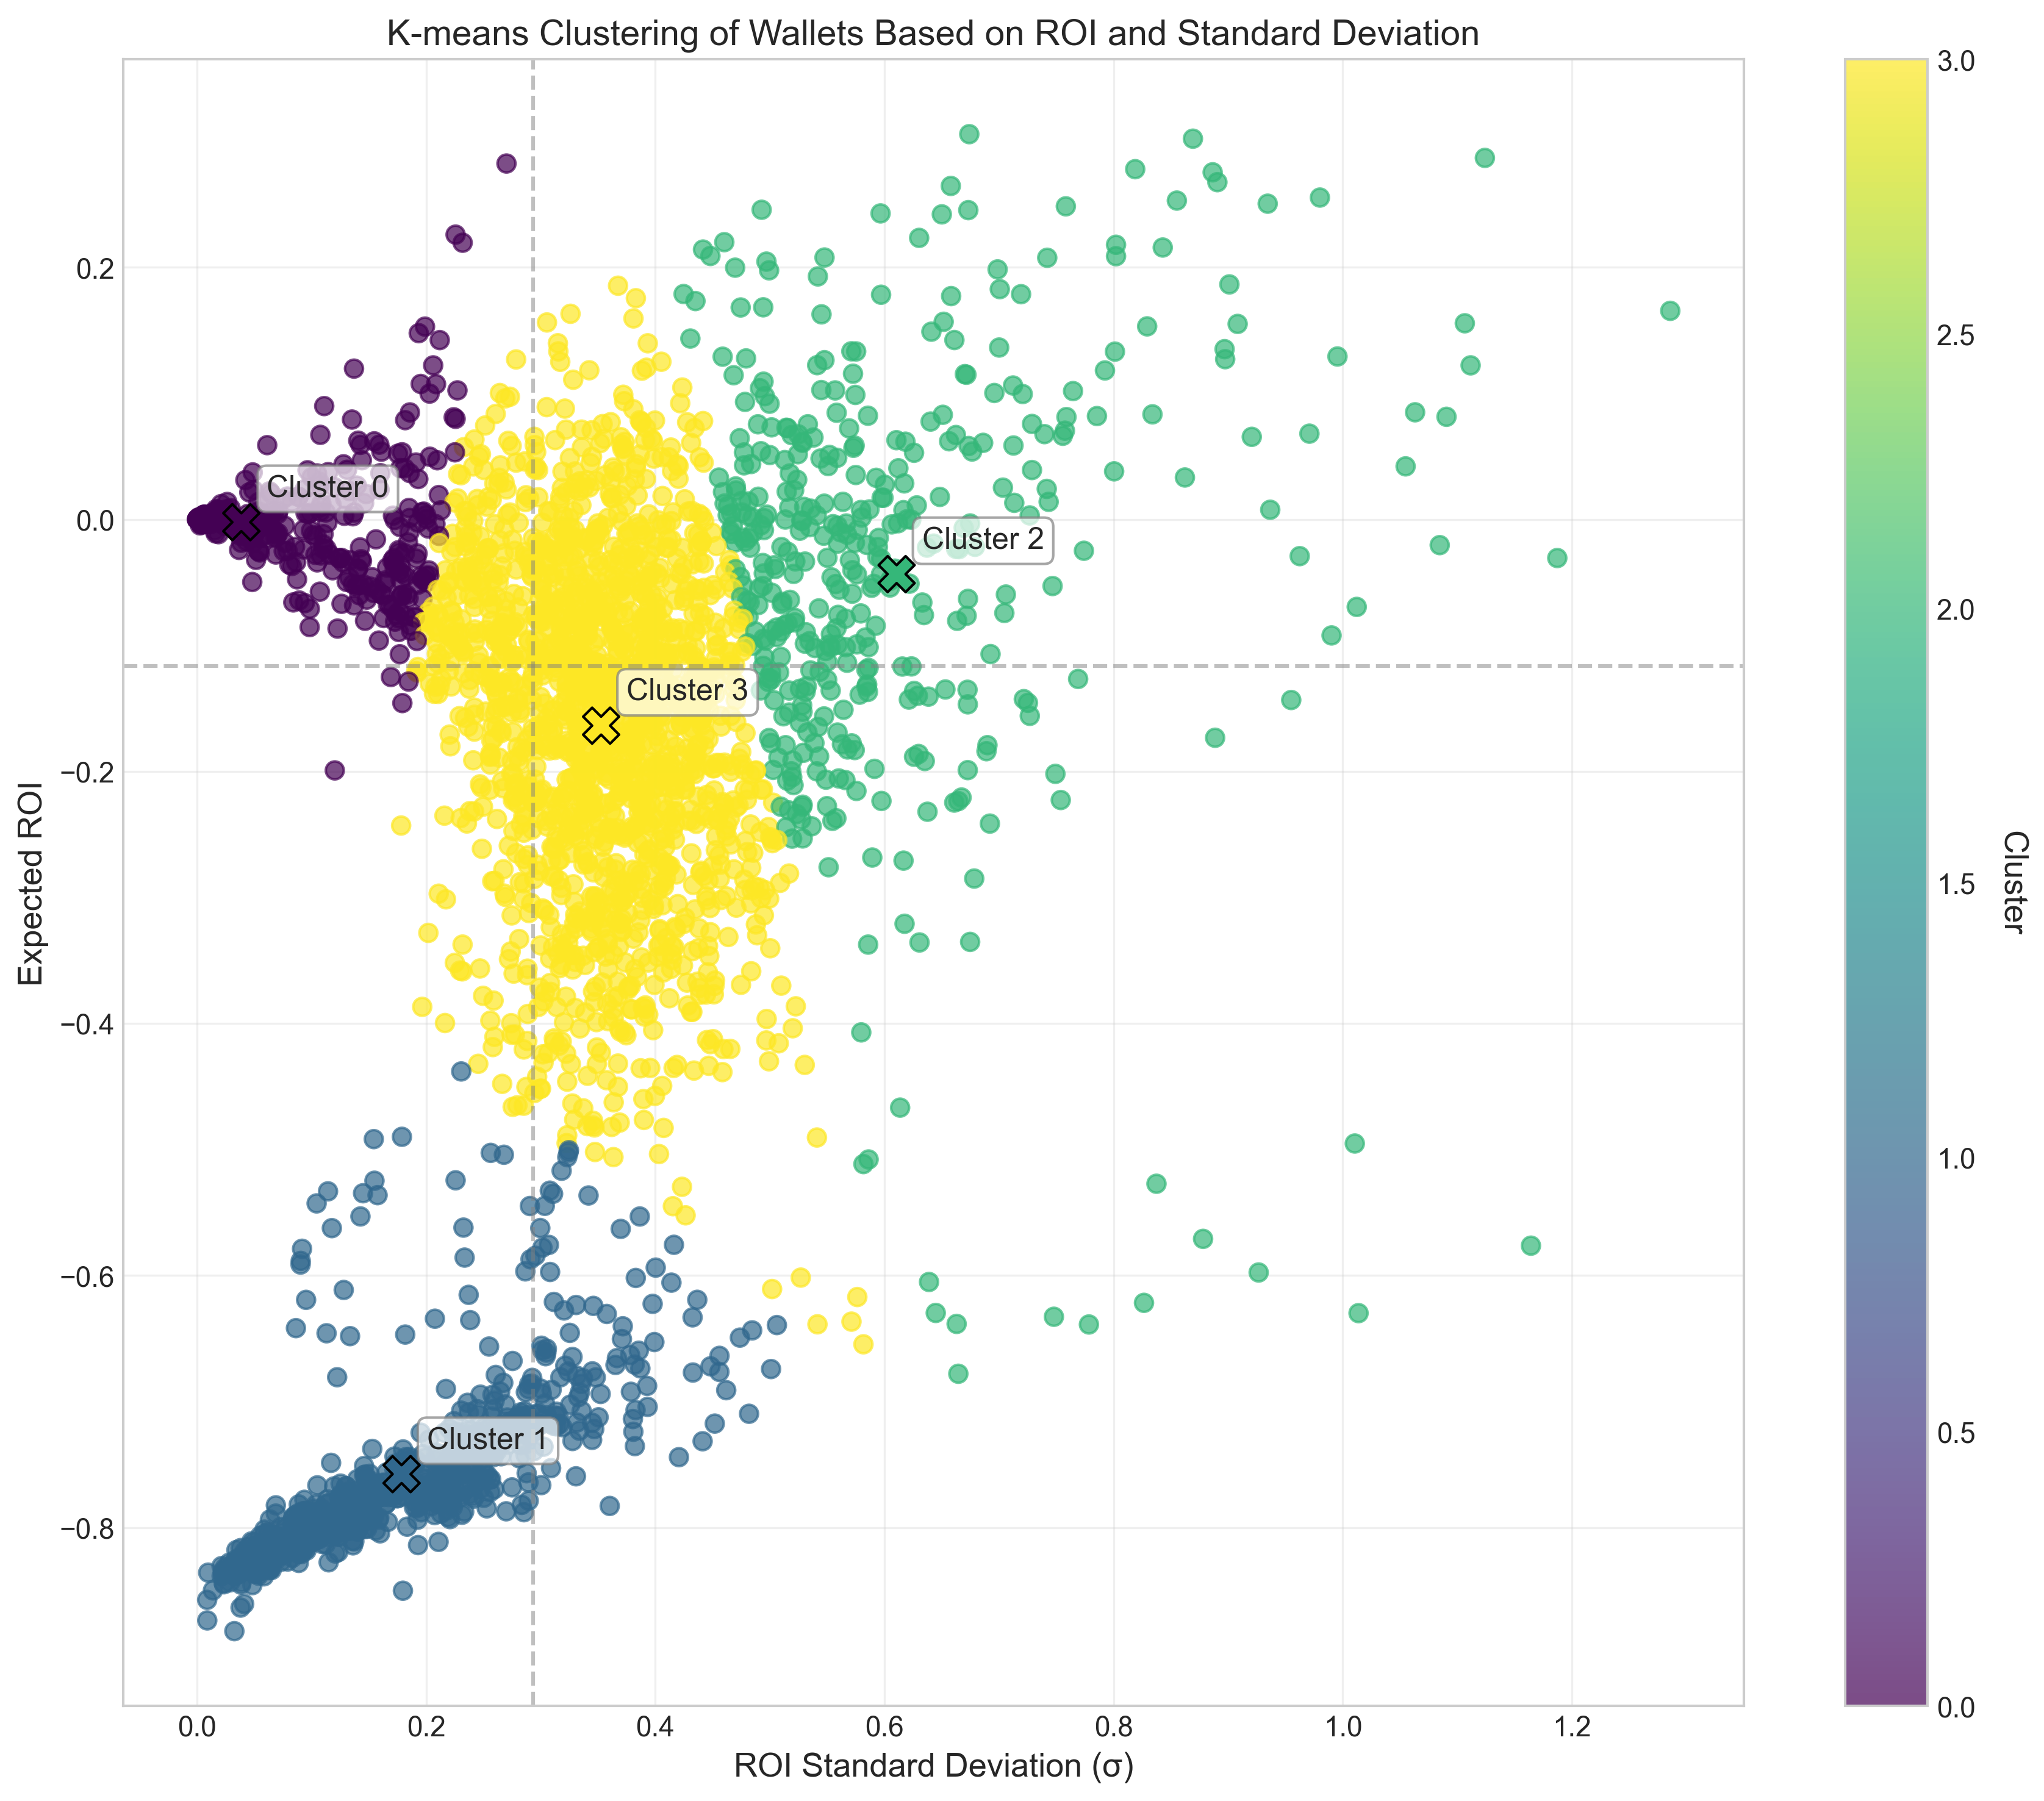 K-means Clustering of Wallets Based on ROI and Standard Deviation
Expected ROI
0.2
0.0
−0.2
−0.4
−0.6
−0.8
Cluster 0
Cluster 2
Cluster 3
Cluster 1
0.0
0.2
0.4
0.6
0.8
1.0
1.2
ROI Standard Deviation (σ)
3.0
2.5
2.0
1.5
1.0
0.5
0.0
Cluster